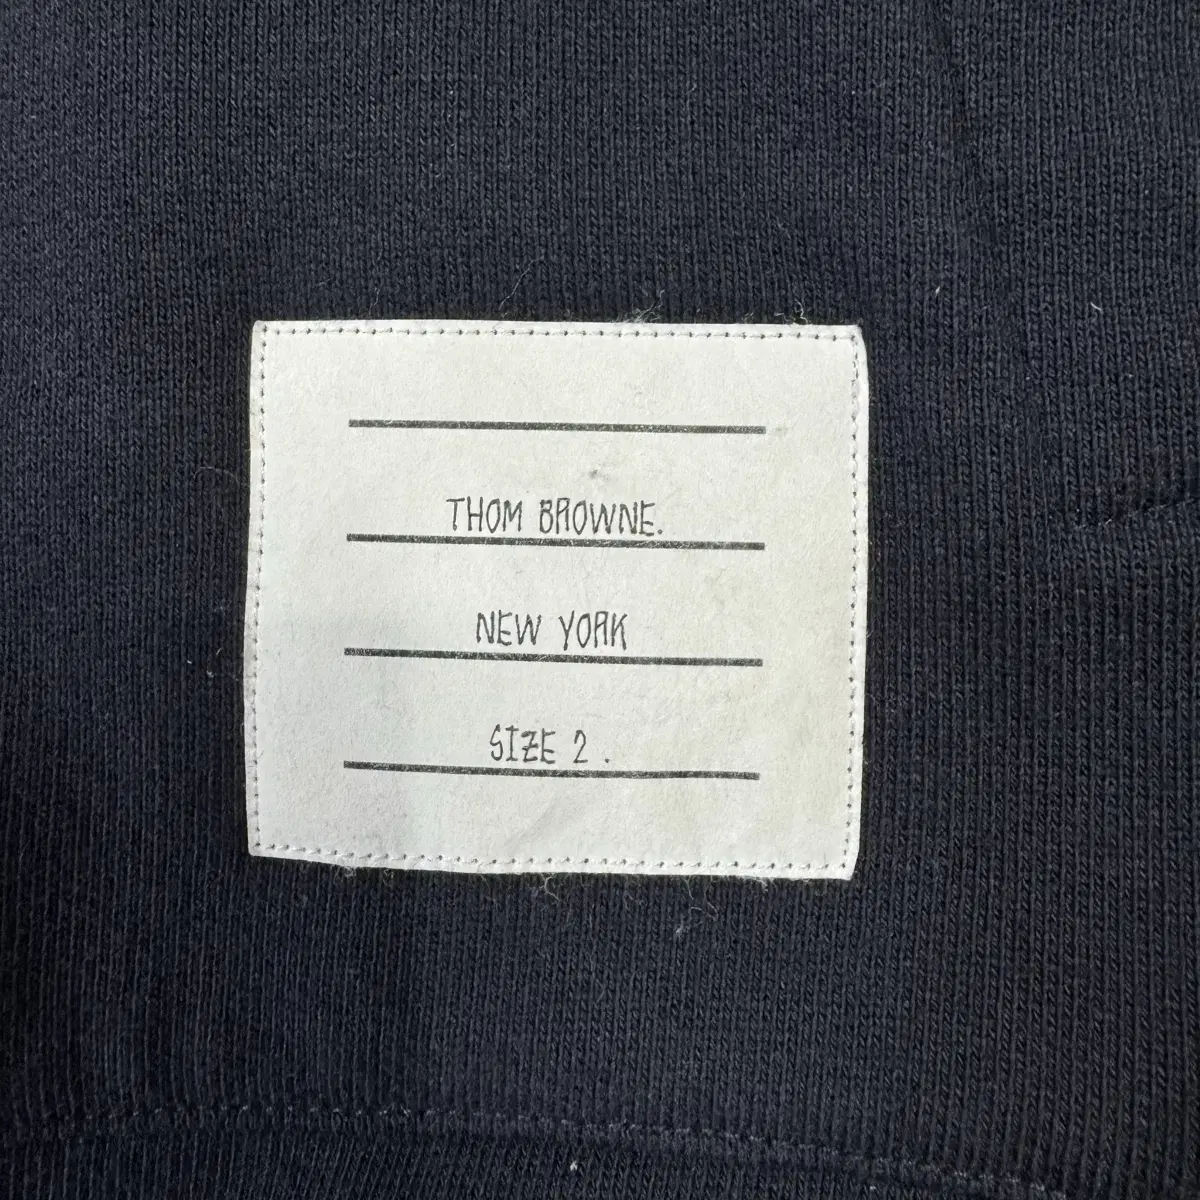 THOM BROWNE.
NEW YORK
SIZE 2 .